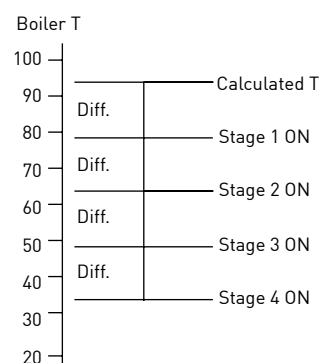 Boiler T
100
Calculated T
90
Diff.
80
Stage 1 ON
70
Diff.
Stage 2 ON
60
Diff.
50
Stage 3 ON
40
Diff.
Stage 4 ON
30
20